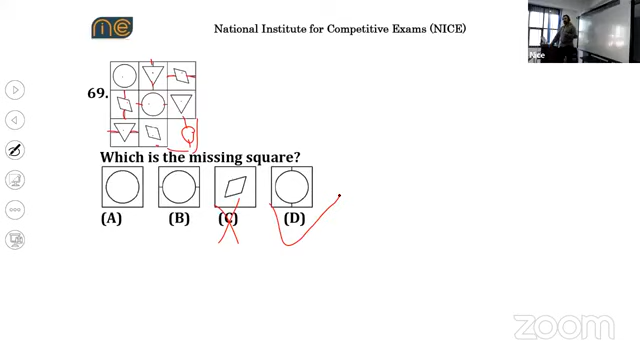 nie
National Institute for Competitive Exams (NICE)
Nice
69.
Which is the missing square?
(A) (B) (C) (D)
zoom